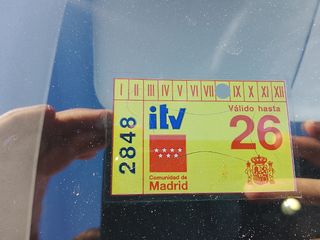 I II III IV V VI VII IX X XI XII
2848
itv
Válido hasta
26
Comunidad de
Madrid